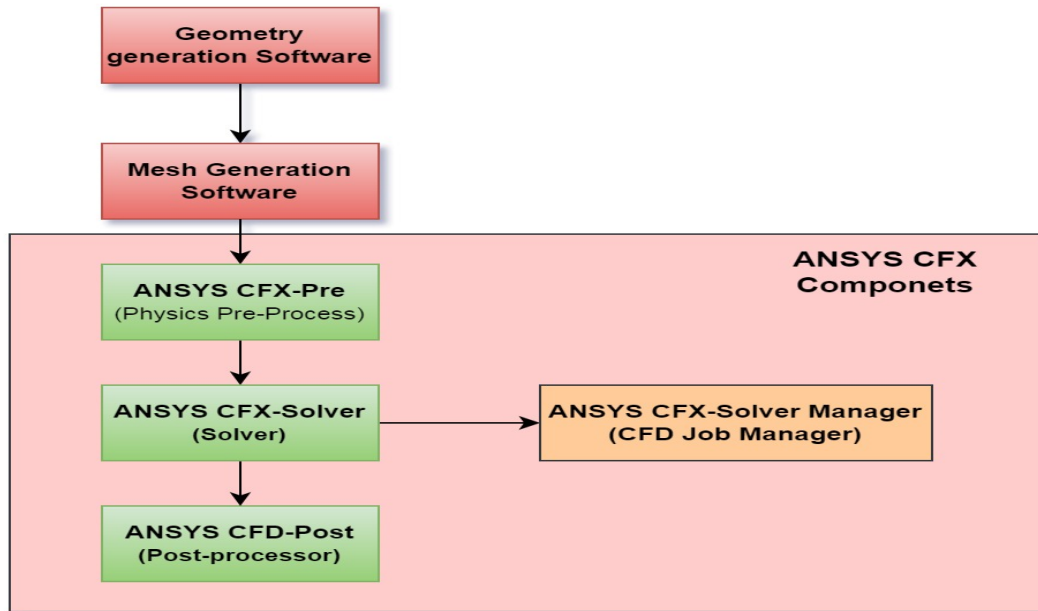 Geometry
generation Software
Mesh Generation
Software
ANSYS CFX
Componets
ANSYS CFX-Pre
(Physics Pre-Process)
ANSYS CFX-Solver
(Solver)
ANSYS CFX-Solver Manager
(CFD Job Manager)
ANSYS CFD-Post
(Post-processor)